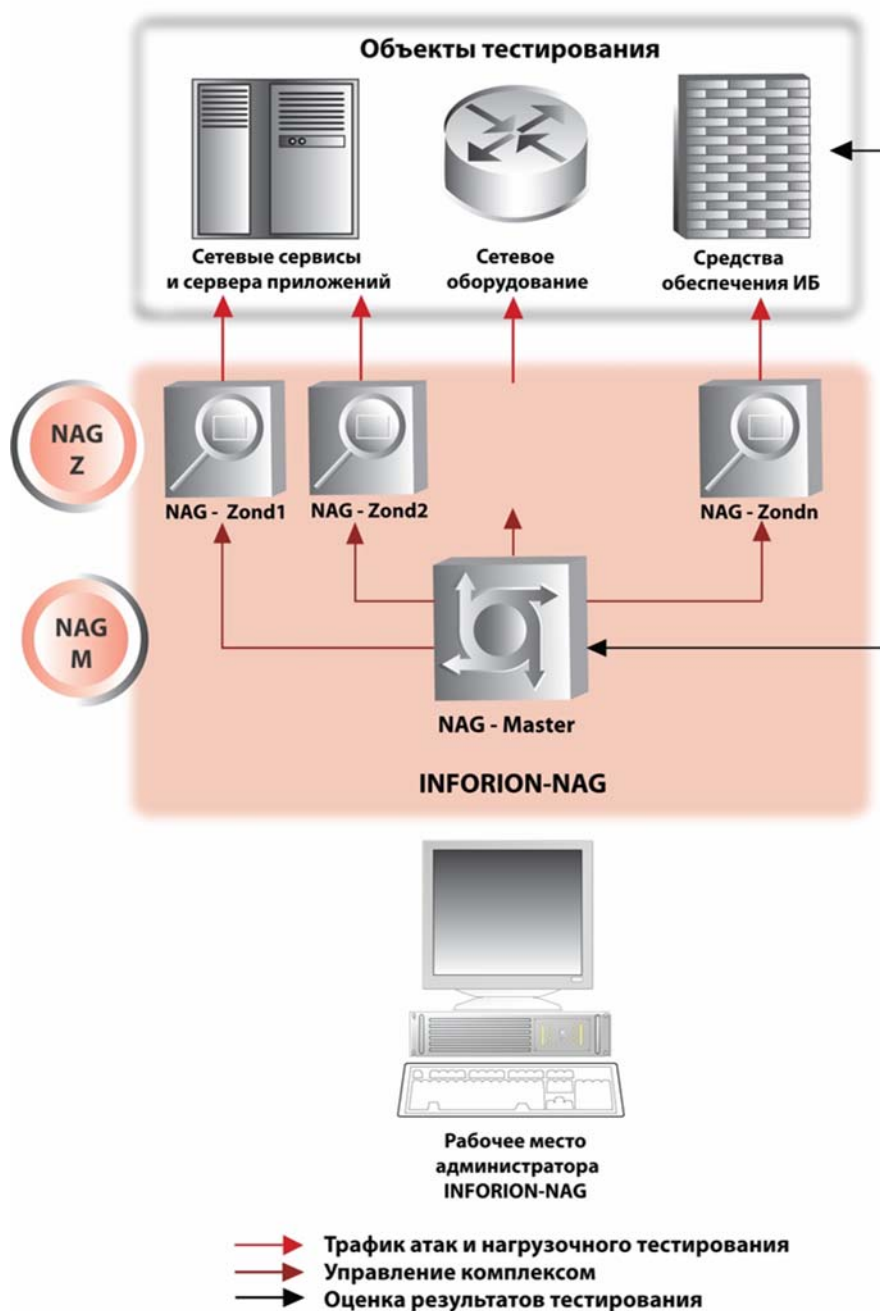 Объекты тестирования
Сетевые сервисы
и сервера приложений
Сетевое
оборудование
Средства
обеспечения ИБ
NAG
Z
NAG - Zond1
NAG - Zond2
NAG - Zondn
NAG
M
NAG - Master
INFORION-NAG
Рабочее место
администратора
INFORION-NAG
Трафик атак и нагрузочного тестирования
Управление комплексом
Оценка результатов тестирования